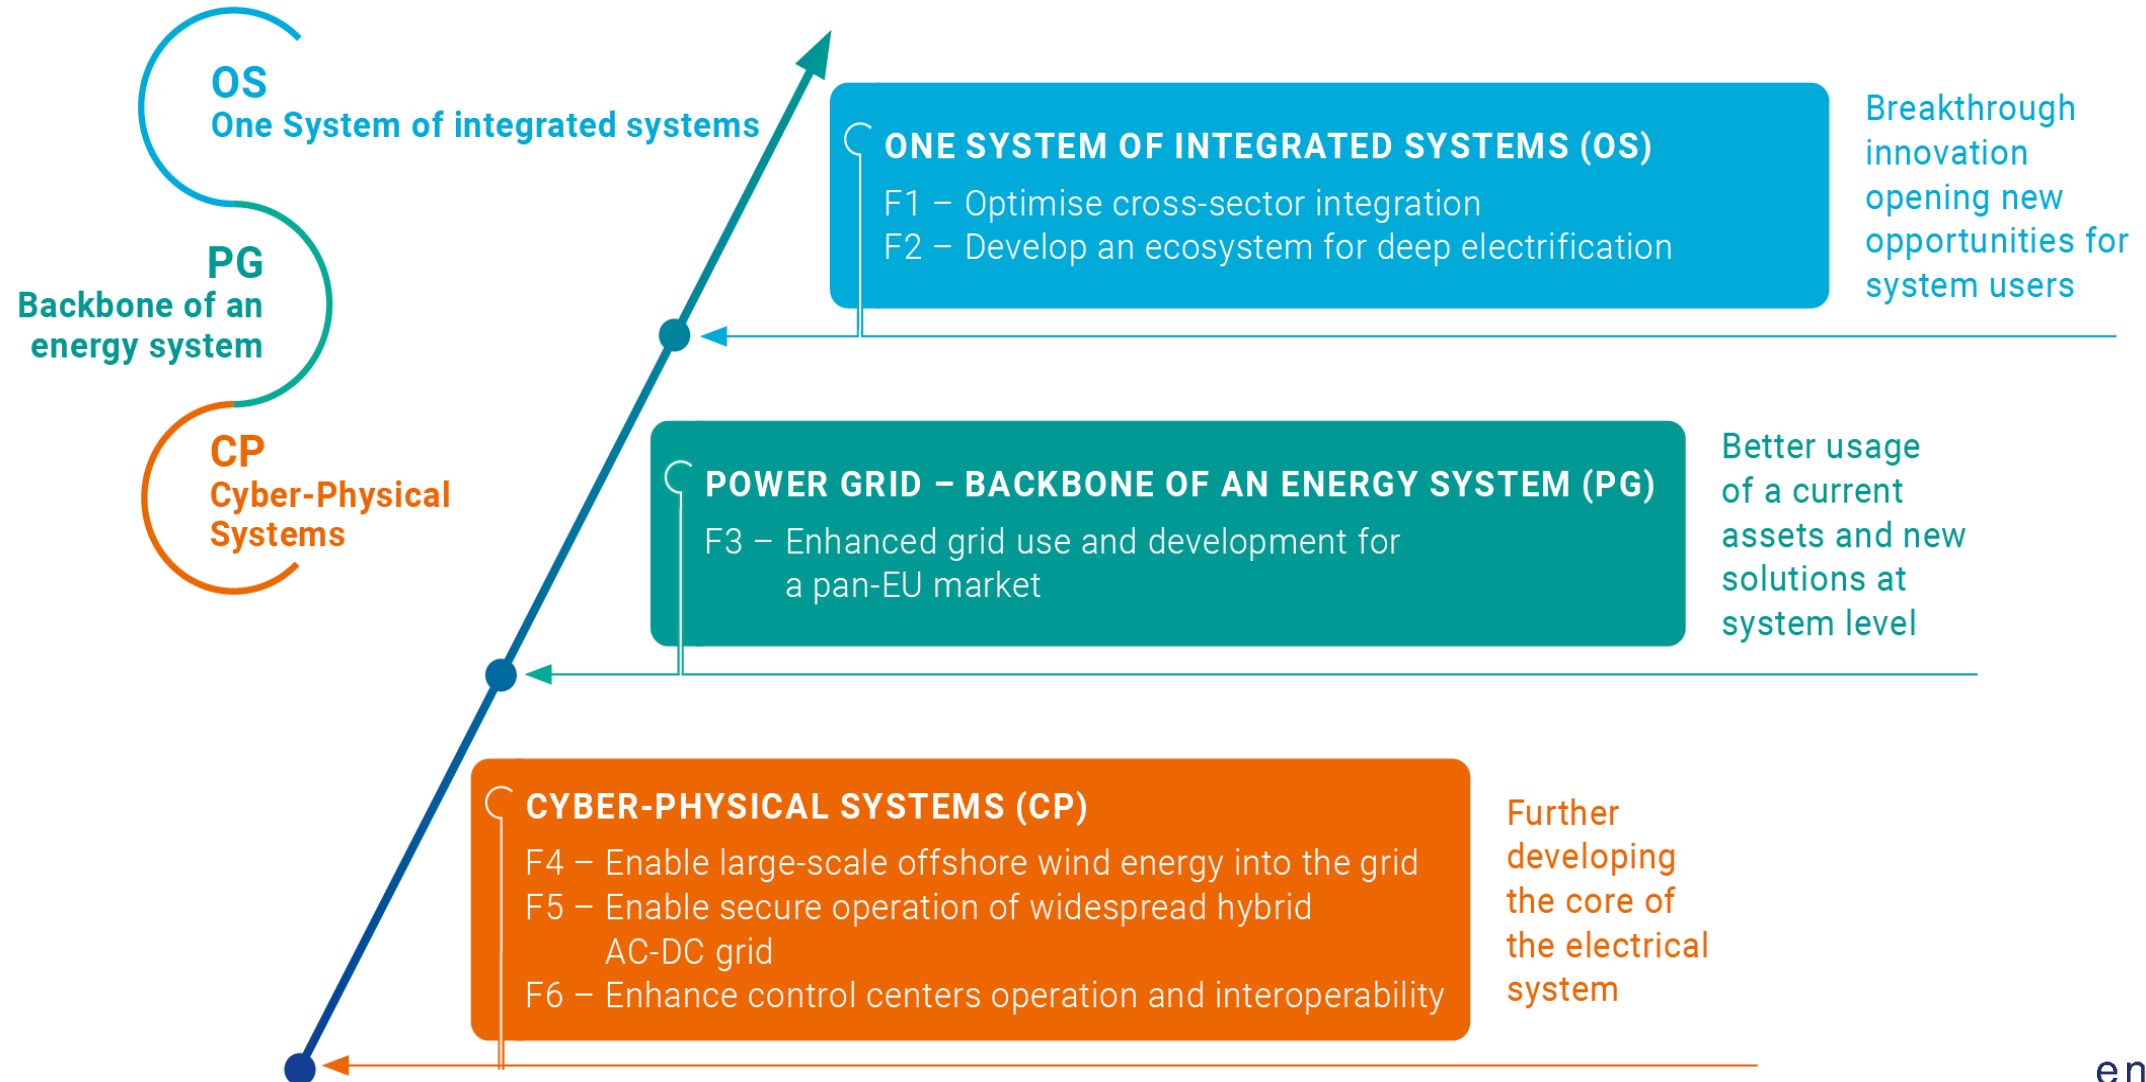 OS
One System of integrated systems
PG
Backbone of an
energy system
CP
Cyber-Physical
Systems
ONE SYSTEM OF INTEGRATED SYSTEMS (OS)
F1 – Optimise cross-sector integration
F2 – Develop an ecosystem for deep electrification
Breakthrough
innovation
opening new
opportunities for
system users
POWER GRID – BACKBONE OF AN ENERGY SYSTEM (PG)
F3 – Enhanced grid use and development for
a pan-EU market
Better usage
of a current
assets and new
solutions at
system level
CYBER-PHYSICAL SYSTEMS (CP)
F4 – Enable large-scale offshore wind energy into the grid
F5 – Enable secure operation of widespread hybrid
AC-DC grid
F6 – Enhance control centers operation and interoperability
Further
developing
the core of
the electrical
system
en